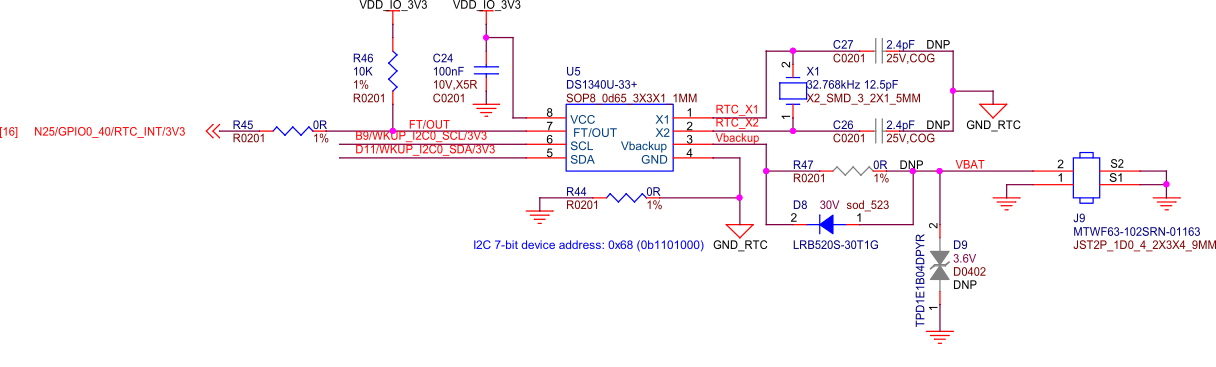 VDD_IO_3V3
VDD_IO_3V3
R46
10K
1%
R0201
C24
100nF
10V,X5R
C0201
U5
DS1340U-33+
SOP8_0d65_3X3X1_1MM
8
7
6
5
VCC
FT/OUT
SCL
SDA
X1
X2
Vbackup
GND
1
2
3
4
RTC_X1
RTC_X2
Vbackup
2
1
X1
32.768kHz 12.5pF
X2_SMD_3_2X1_5MM
C27
C0201
2.4pF
25V,COG
DNP
C26
C0201
2.4pF
25V,COG
DNP
GND_RTC
[16]
N25/GPIO0_40/RTC_INT/3V3
R45
R0201
0R
1%
FT/OUT
B9/WKUP_I2C0_SCL/3V3
D11/WKUP_I2C0_SDA/3V3
R44
R0201
0R
1%
I2C 7-bit device address: 0x68 (0b1101000)
GND_RTC
R47
R0201
0R
1%
DNP
D8
30V
sod_523
2
1
LRB520S-30T1G
VBAT
2
1
TPD1E1B04DPYR
D9
3.6V
D0402
DNP
2
1
S2
S1
J9
MTWF63-102SRN-01163
JST2P_1D0_4_2X3X4_9MM